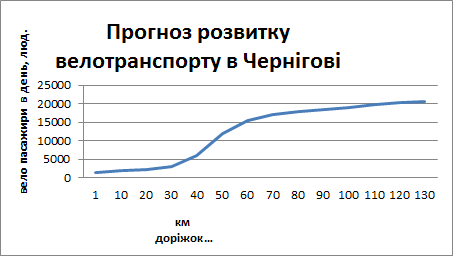 Прогноз розвитку
велотранспорту в Чернігові
вело пасажири в день, люд.
25000
20000
15000
10000
5000
0
1 10 20 30 40 50 60 70 80 90 100 110 120 130
км
доріжок...